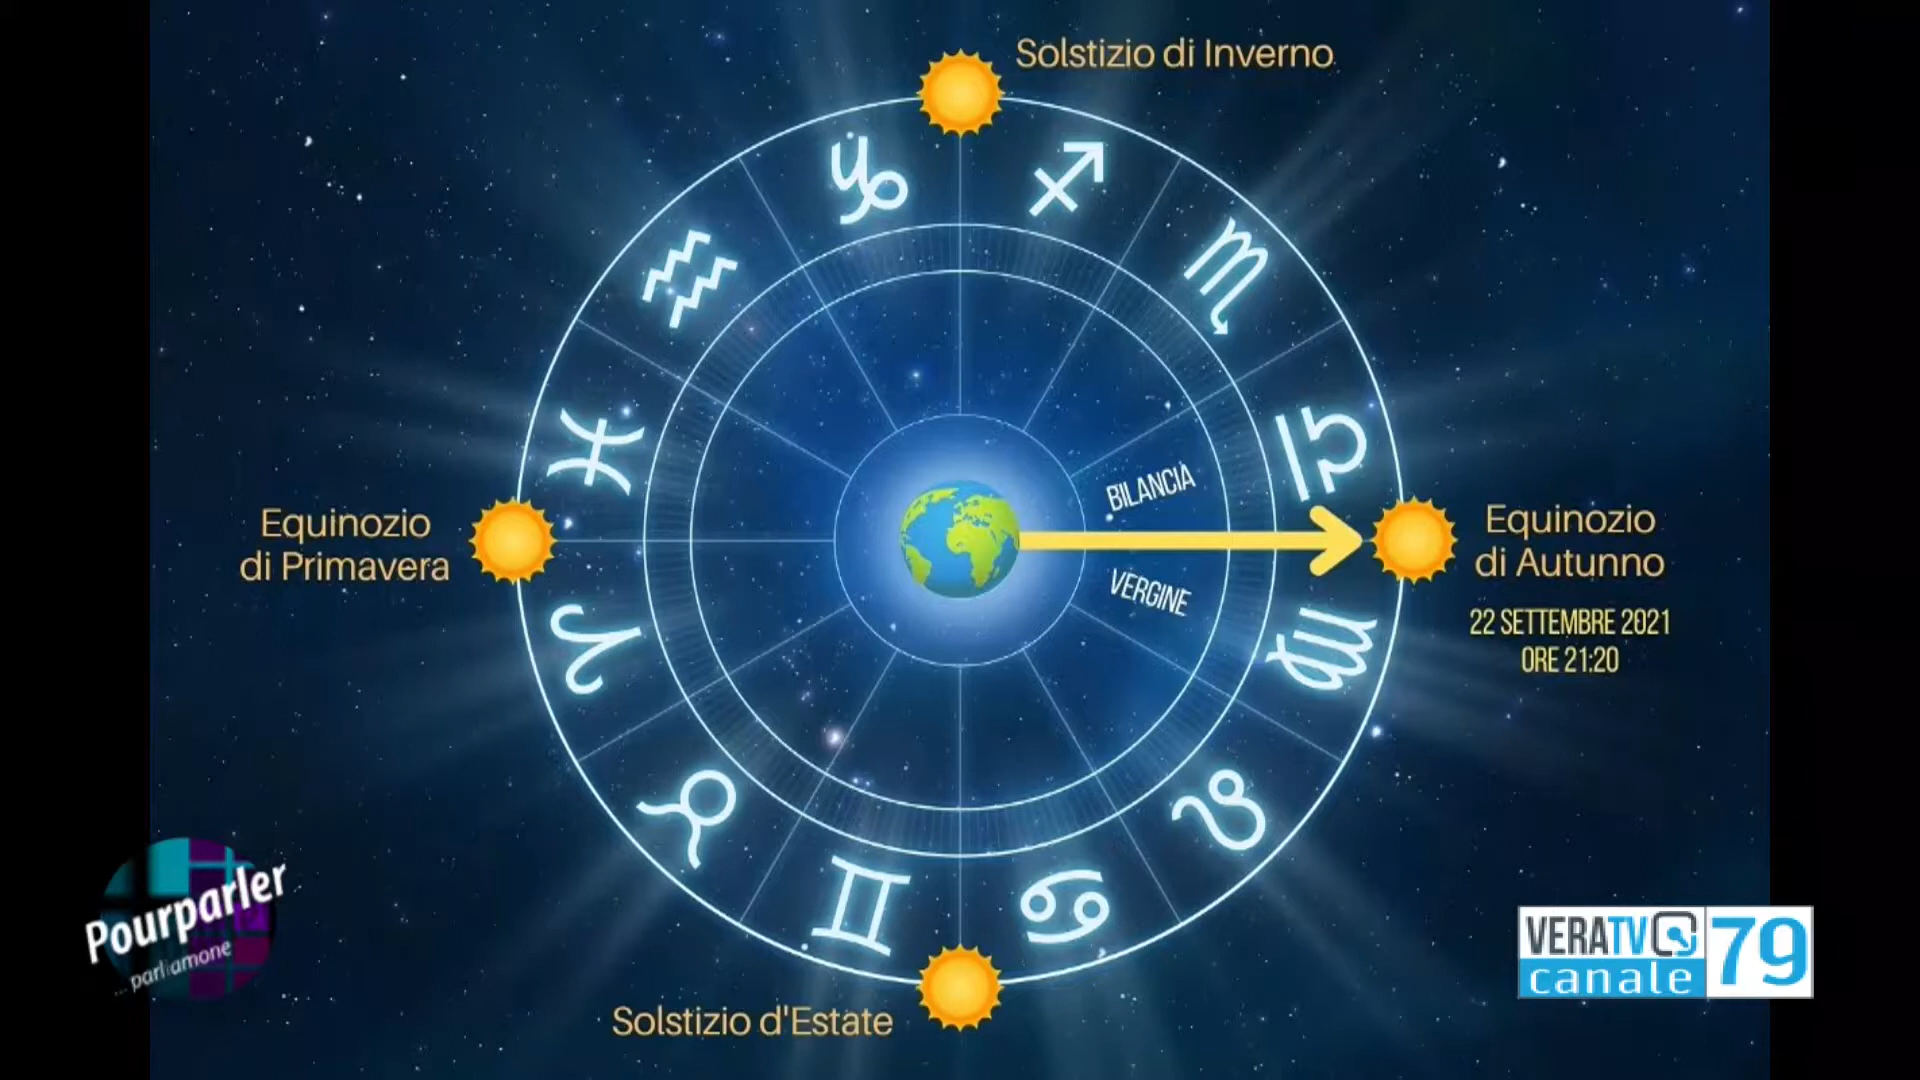 Solstizio di Inverno
Equinozio
di Primavera
BILANCIA
VERGINE
Equinozio
di Autunno
22 SETTEMBRE 2021
ORE 21:20
Solstizio d'Estate
Pourparler
... parliamone
VERATV
canale
79